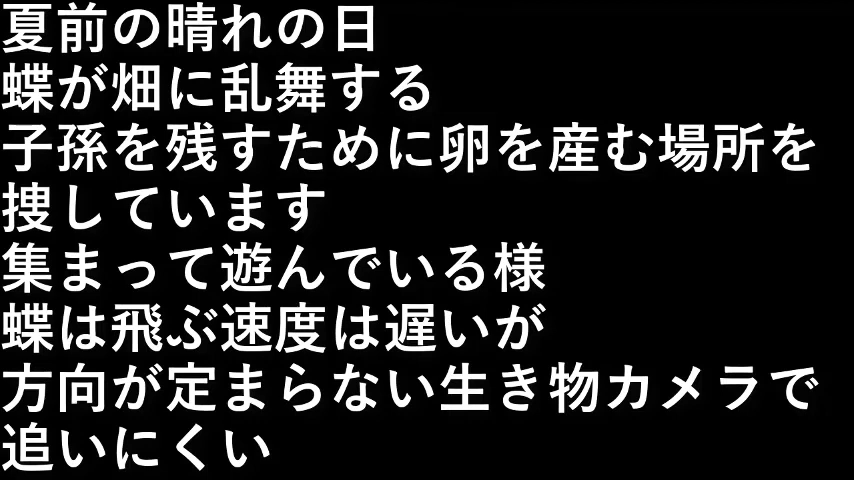 夏前の晴れの日
蝶が畑に乱舞する
子孫を残すために卵を産む場所を
捜しています
集まって遊んでいる様
蝶は飛ぶ速度は遅いが
方向が定まらない生き物カメラで
追いにくい